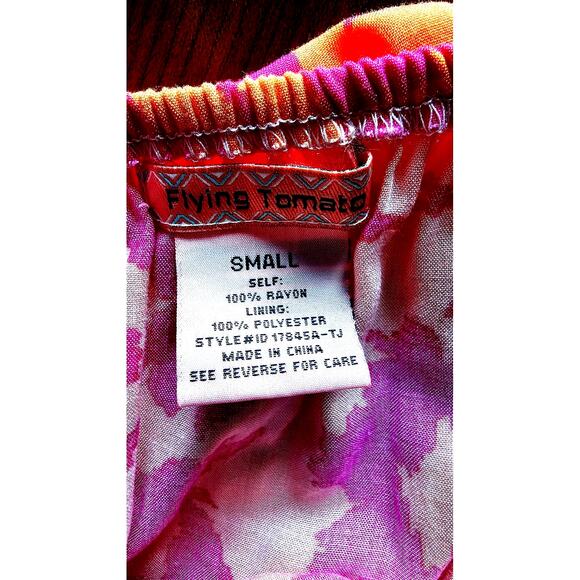 Flying Tomato
SMALL
SELF:
100% RAYON
LINING:
100% POLYESTER
STYLE#ID 17845A-TJ
MADE IN CHINA
SEE REVERSE FOR CARE